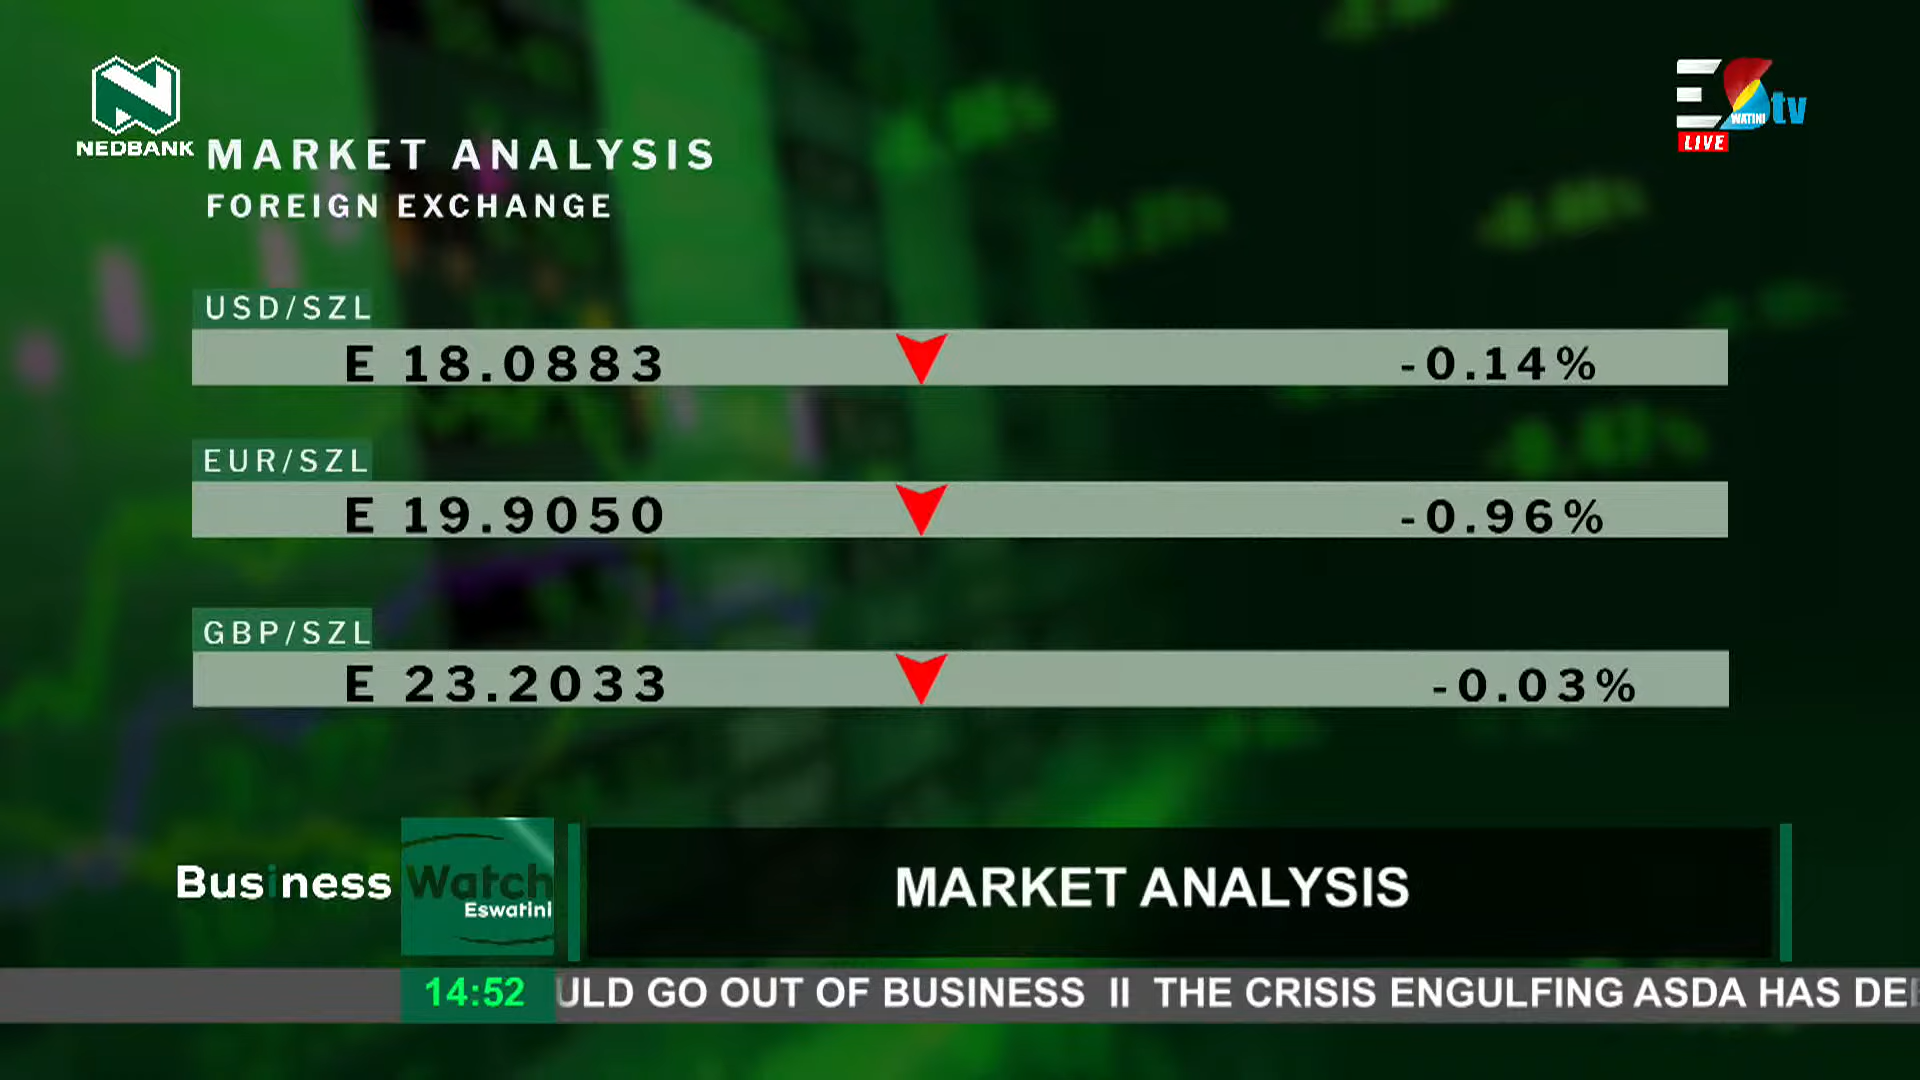 NEDBANK
MARKET ANALYSIS
FOREIGN EXCHANGE
ES WATINI tv
LIVE
USD/SZL
E 18.0883 -0.14%
EUR/SZL
E 19.9050 -0.96%
GBP/SZL
E 23.2033 -0.03%
Business Watch
Eswatini
MARKET ANALYSIS
14:52 ULD GO OUT OF BUSINESS II THE CRISIS ENGULFING ASDA HAS DE